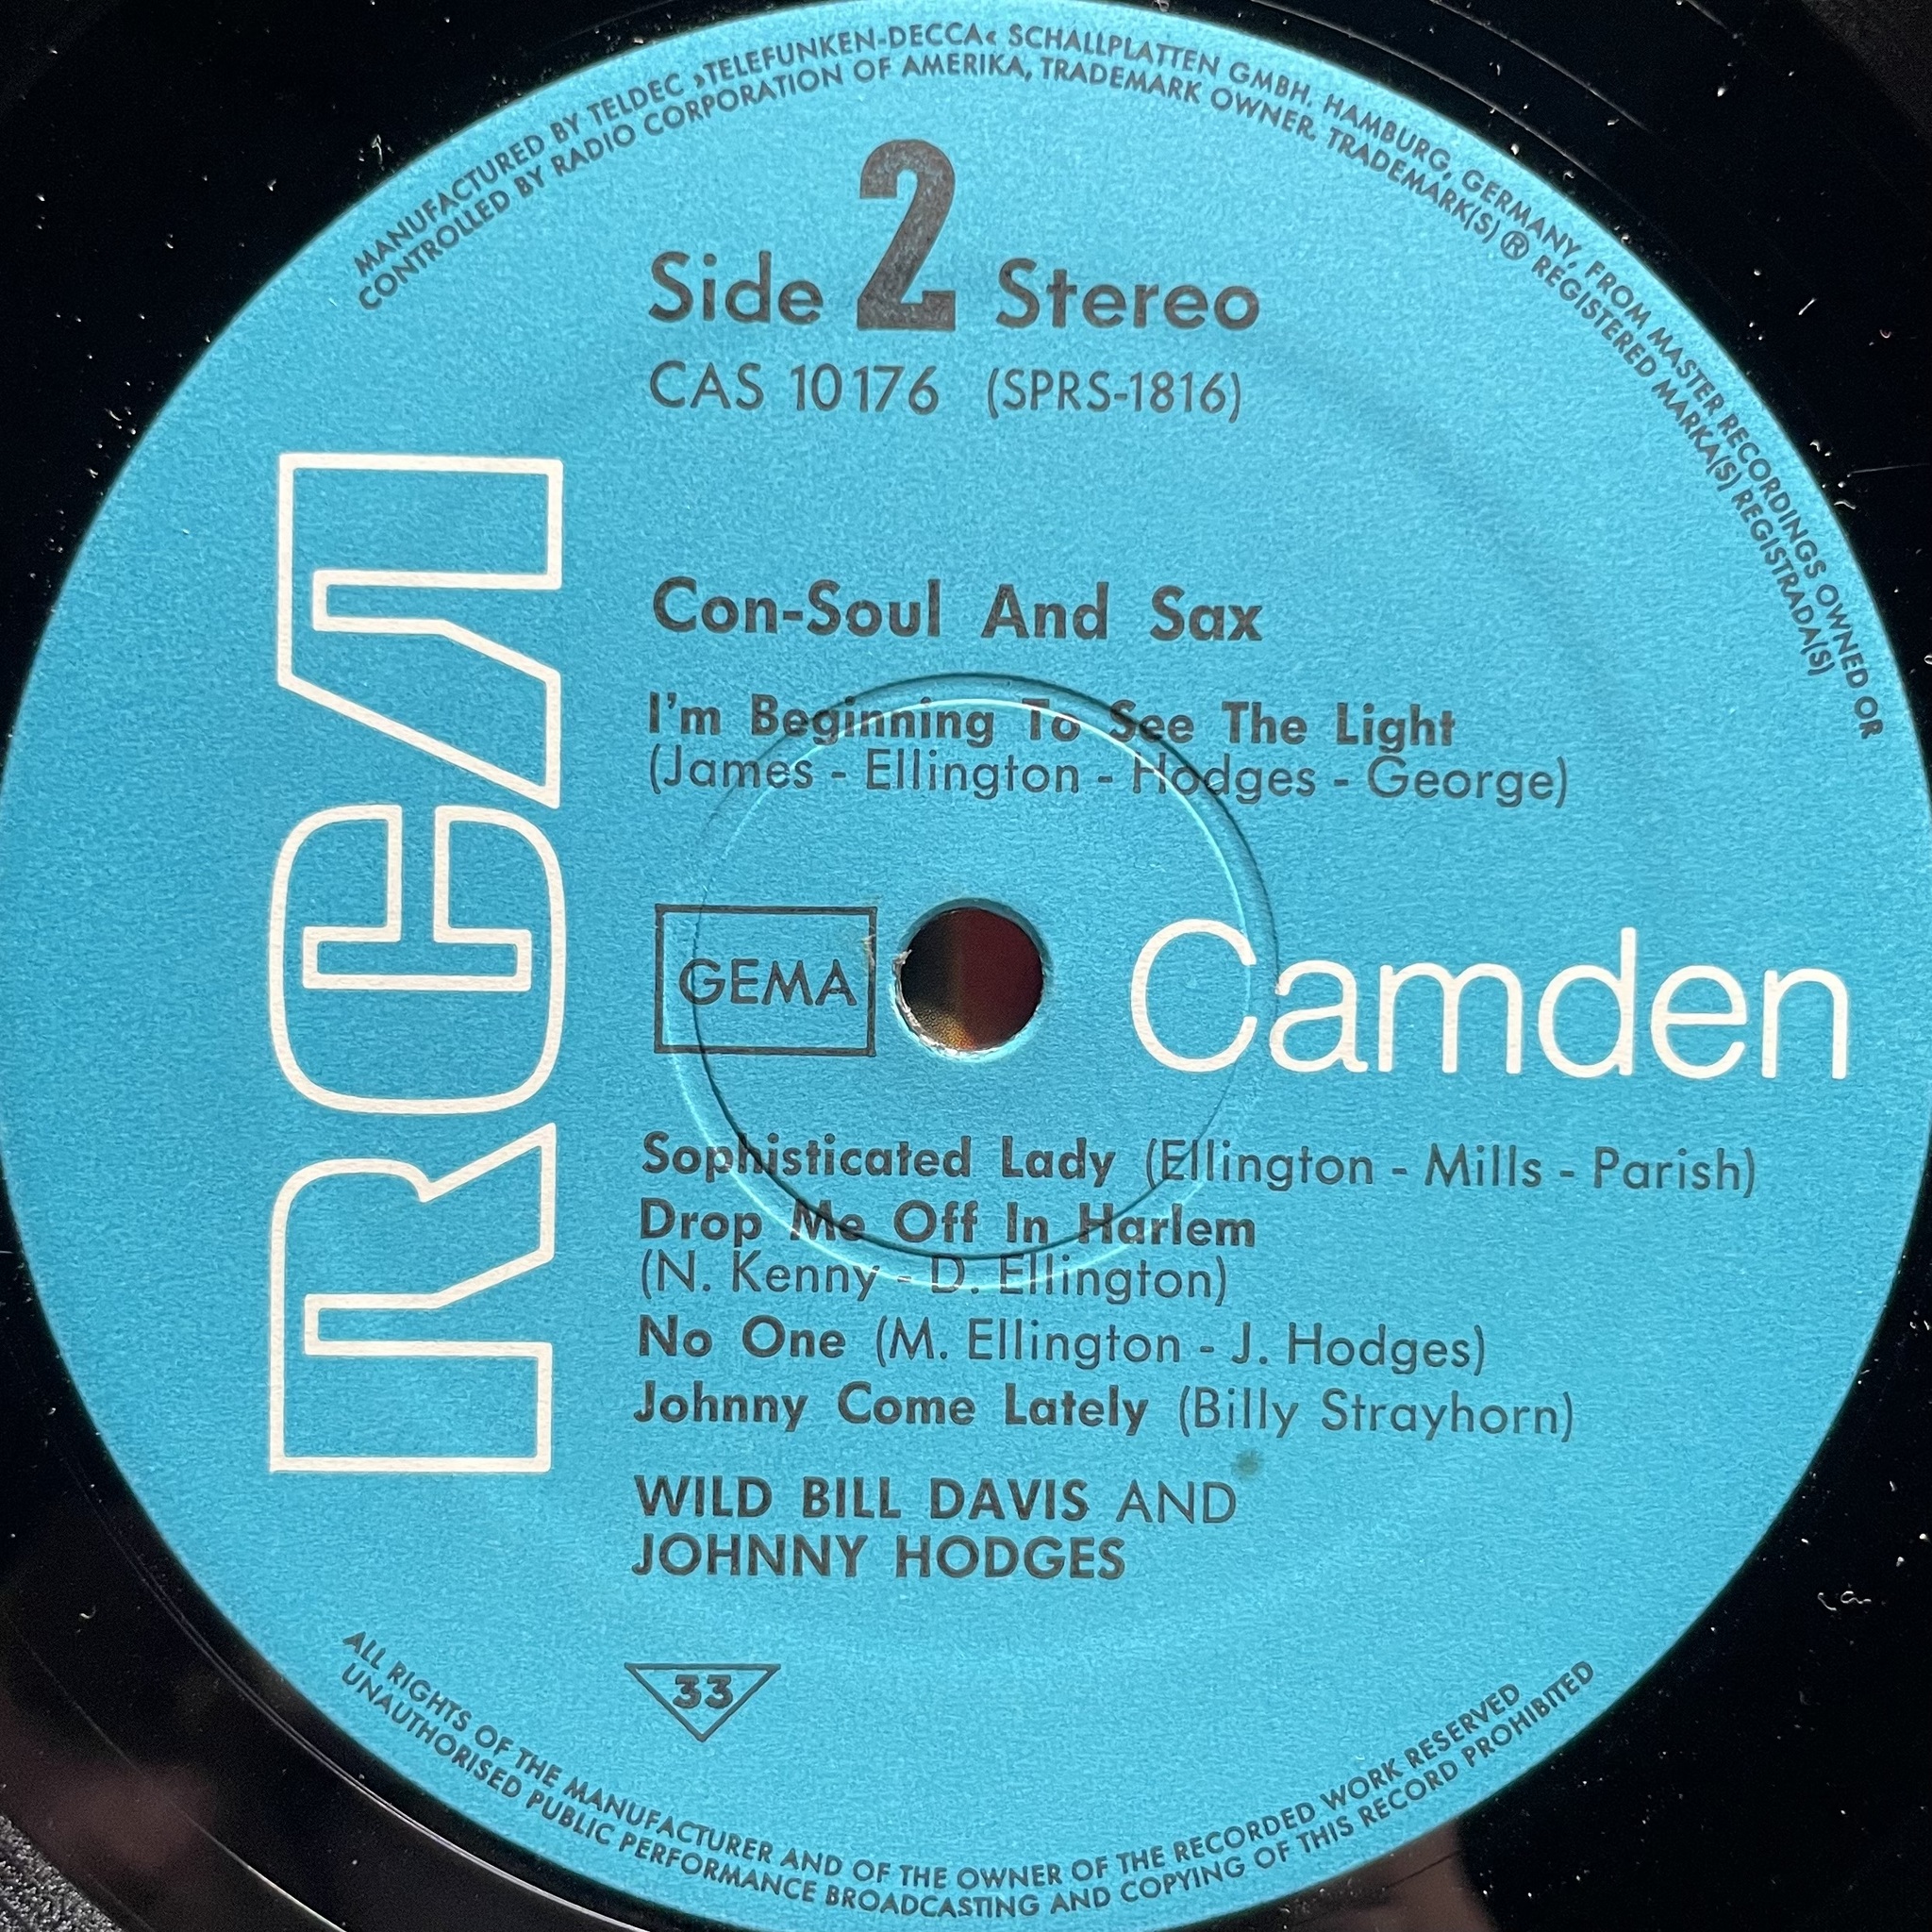 MANUFACTURED BY TELDEC »TELEFUNKEN-DECCA« SCHALLPLATTEN GMBH. HAMBURG, GERMANY, FROM MASTER RECORDINGS OWNED OR
CONTROLLED BY RADIO CORPORATION OF AMERIKA, TRADEMARK OWNER. TRADEMARK(S) ® REGISTERED MARKA(S) REGISTRADA(S)
Side 2 Stereo
CAS 10176 (SPRS-1816)
RCA
Con-Soul And Sax
I'm Beginning To See The Light
(James - Ellington - Hodges - George)
GEMA
Camden
Sophisticated Lady (Ellington - Mills - Parish)
Drop Me Off In Harlem
(N. Kenny - D. Ellington)
No One (M. Ellington - J. Hodges)
Johnny Come Lately (Billy Strayhorn)
WILD BILL DAVIS AND
JOHNNY HODGES
33
ALL RIGHTS OF THE MANUFACTURER AND OF THE OWNER OF THE RECORDED WORK RESERVED
UNAUTHORISED PUBLIC PERFORMANCE BROADCASTING AND COPYING OF THIS RECORD PROHIBITED